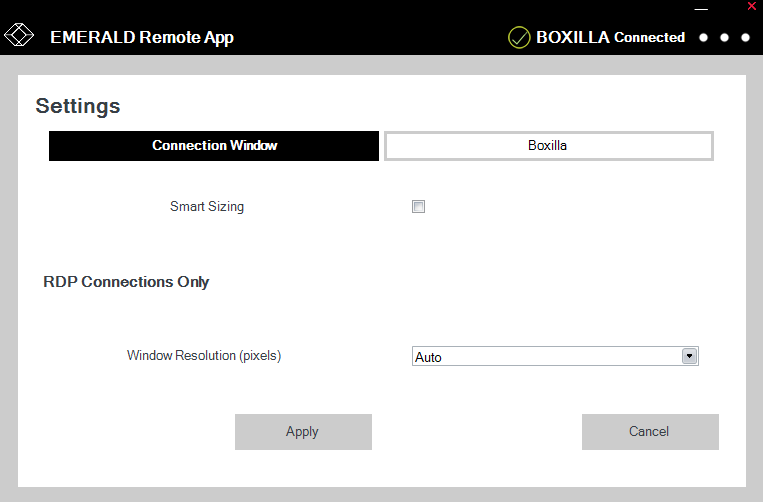 EMERALD Remote App
BOXILLA Connected
Settings
Connection Window
Boxilla
Smart Sizing
RDP Connections Only
Window Resolution (pixels)
Auto
Apply
Cancel